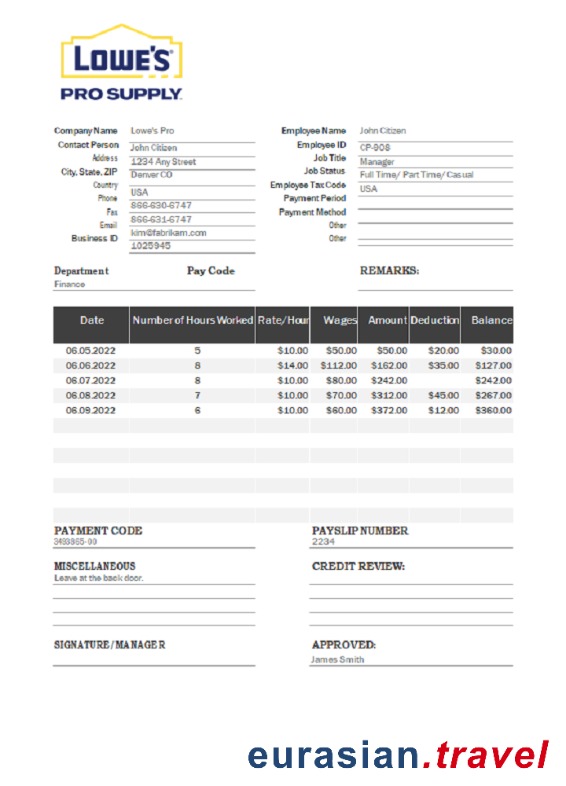 LOWE'S
PRO SUPPLY
Company Name Lowe's Pro
Contact Person John Citizen
Address 1234 Any Street
City, State, ZIP Denver CO
Country USA
Phone 866-630-6747
Fax 866-631-6747
Email kim@fabrikam.com
Business ID 1025945
Employee Name John Citizen
Employee ID CP-908
Job Title Manager
Job Status Full Time/ Part Time/ Casual
Employee Tax Code USA
Payment Period
Payment Method
Other
Other
Department Pay Code REMARKS:
Finance
Date Number of Hours Worked Rate/Hour Wages Amount Deduction Balance
06.05.2022 5 $10.00 $50.00 $50.00 $20.00 $30.00
06.06.2022 8 $14.00 $112.00 $162.00 $35.00 $127.00
06.07.2022 8 $10.00 $80.00 $242.00 $242.00
06.08.2022 7 $10.00 $70.00 $312.00 $45.00 $267.00
06.09.2022 6 $10.00 $60.00 $372.00 $12.00 $360.00
PAYMENT CODE PAYSLIP NUMBER
2234
MISCELLANEOUS CREDIT REVIEW:
Leave at the back door.
SIGNATURE/MANAGER APPROVED:
James Smith
eurasian.travel